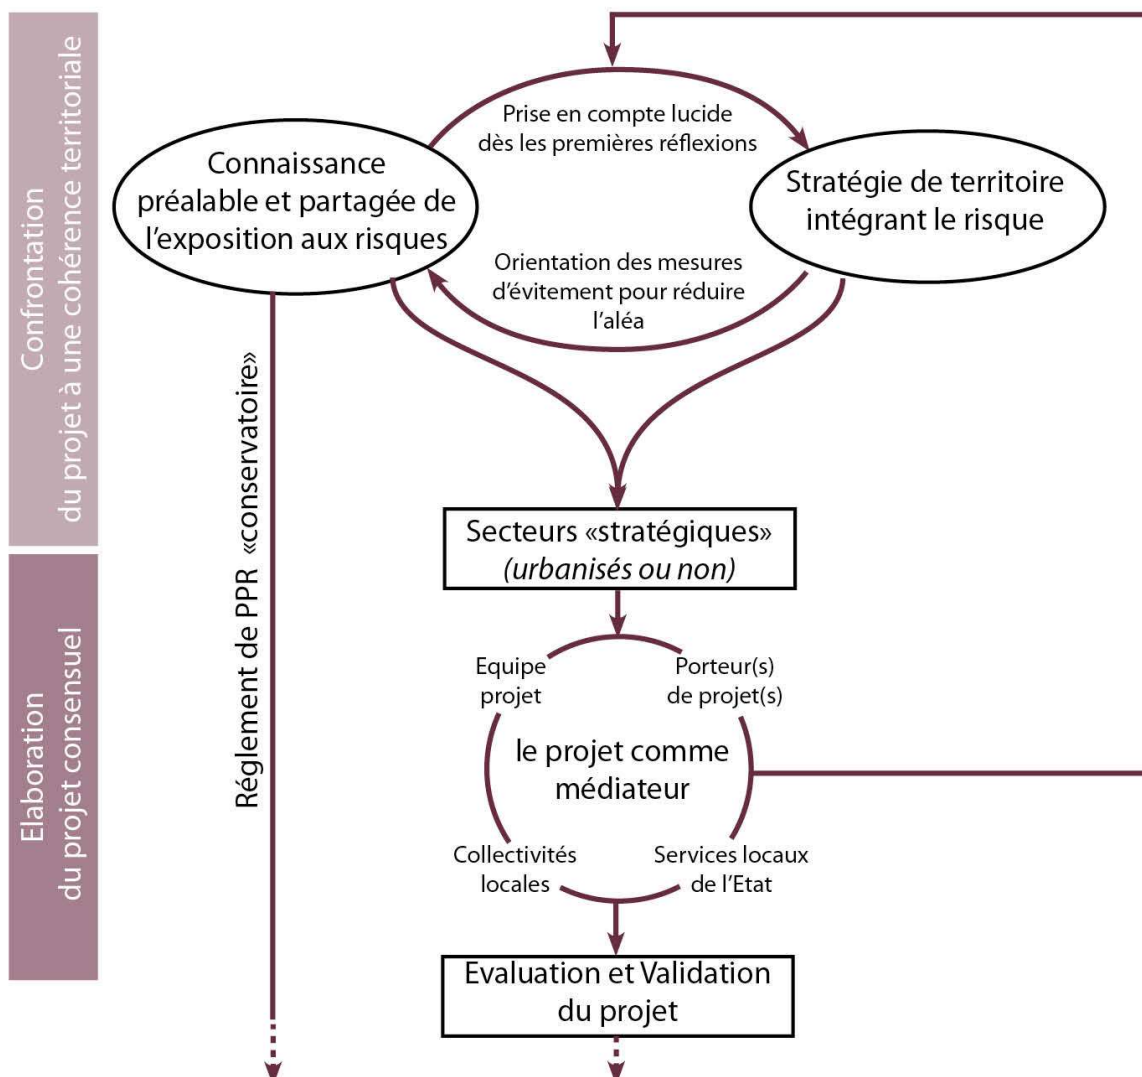 Confrontation
du projet à une cohérence territoriale
Prise en compte lucide
dès les premières réflexions
Connaissance
préalable et partagée de
l'exposition aux risques
Stratégie de territoire
intégrant le risque
Orientation des mesures
d'évitement pour réduire
l'aléa
Réglement de PPR «conservatoire»
Secteurs «stratégiques»
(urbanisés ou non)
Elaboration
du projet consensuel
Equipe
projet
Porteur(s)
de projet(s)
le projet comme
médiateur
Collectivités
locales
Services locaux
de l'Etat
Evaluation et Validation
du projet